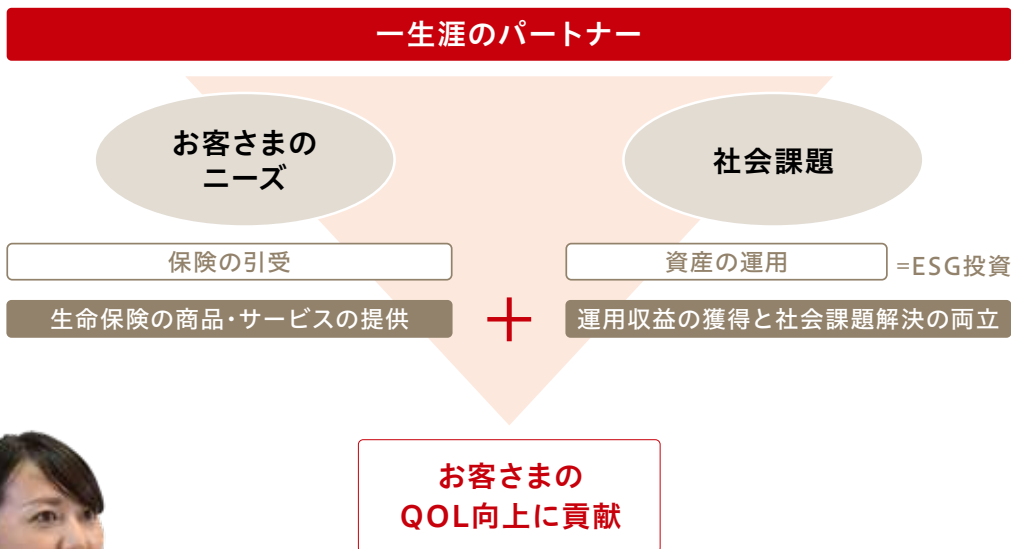 一生涯のパートナー
お客さまの
ニーズ
社会課題
保険の引受
資産の運用
=ESG投資
生命保険の商品・サービスの提供
+
運用収益の獲得と社会課題解決の両立
お客さまの
QOL向上に貢献